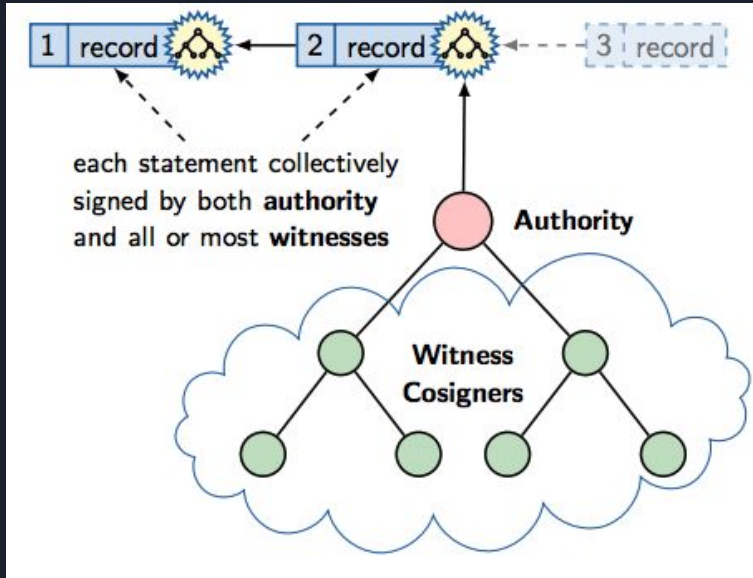 1 record
2 record
3 record
each statement collectively
signed by both authority
and all or most witnesses
Authority
Witness
Cosigners